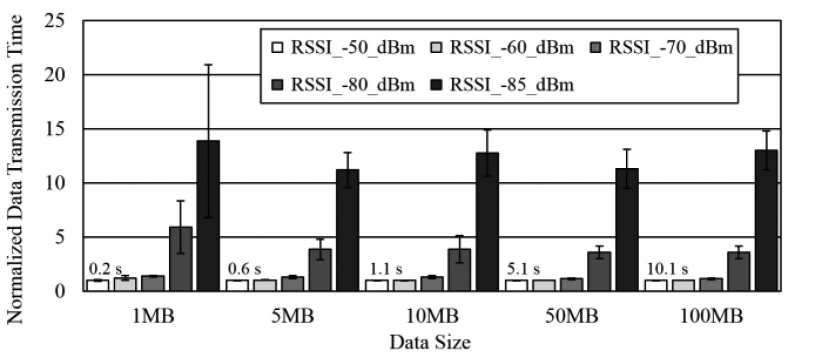 Normalized Data Transmission Time
25
20
15
10
5
0
RSSI_-50_dBm RSSI_-60_dBm RSSI_-70_dBm
RSSI_-80_dBm RSSI_-85_dBm
0.2 s 0.6 s 1.1 s 5.1 s 10.1 s
1MB 5MB 10MB 50MB 100MB
Data Size